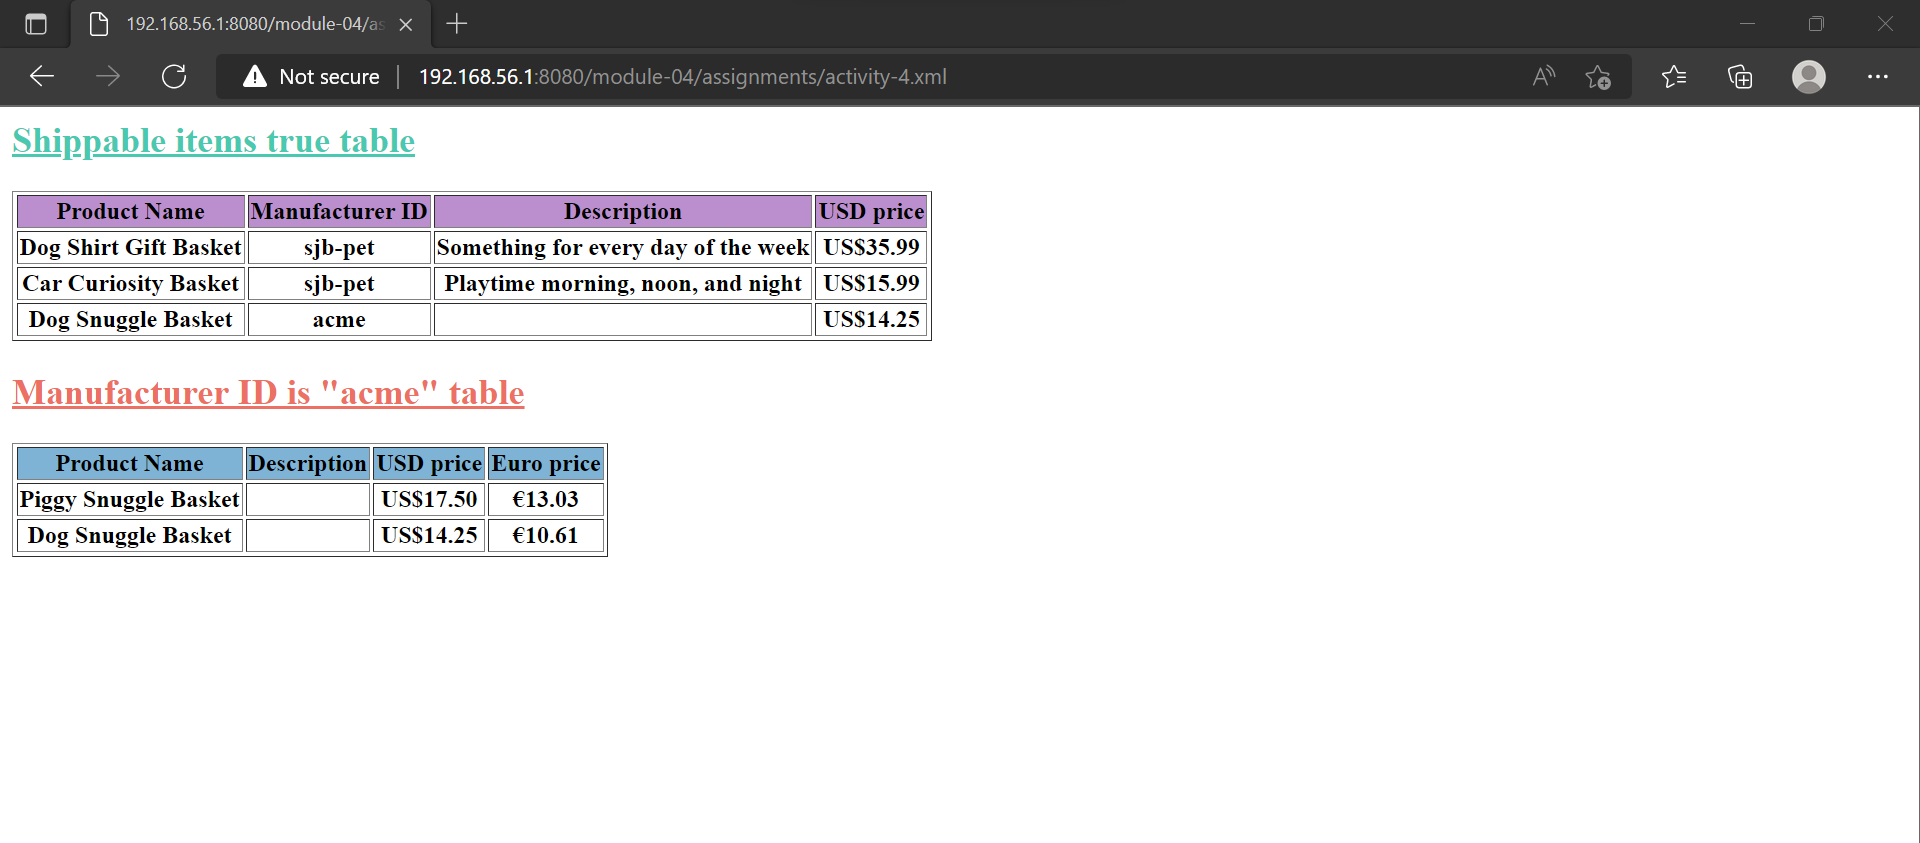 192.168.56.1:8080/module-04/as
Not secure 192.168.56.1:8080/module-04/assignments/activity-4.xml
Shippable items true table
Product Name Manufacturer ID Description USD price
Dog Shirt Gift Basket sjb-pet Something for every day of the week US$35.99
Car Curiosity Basket sjb-pet Playtime morning, noon, and night US$15.99
Dog Snuggle Basket acme US$14.25
Manufacturer ID is "acme" table
Product Name Description USD price Euro price
Piggy Snuggle Basket US$17.50 €13.03
Dog Snuggle Basket US$14.25 €10.61